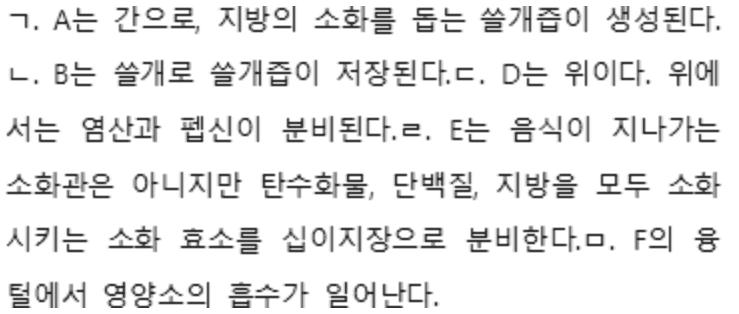 ㄱ. A는 간으로, 지방의 소화를 돕는 쓸개즙이 생성된다.
ㄴ. B는 쓸개로 쓸개즙이 저장된다.ㄷ. D는 위이다. 위에
서는 염산과 펩신이 분비된다.ㄹ. E는 음식이 지나가는
소화관은 아니지만 탄수화물, 단백질, 지방을 모두 소화
시키는 소화 효소를 십이지장으로 분비한다.ㅁ. F의 융
털에서 영양소의 흡수가 일어난다.